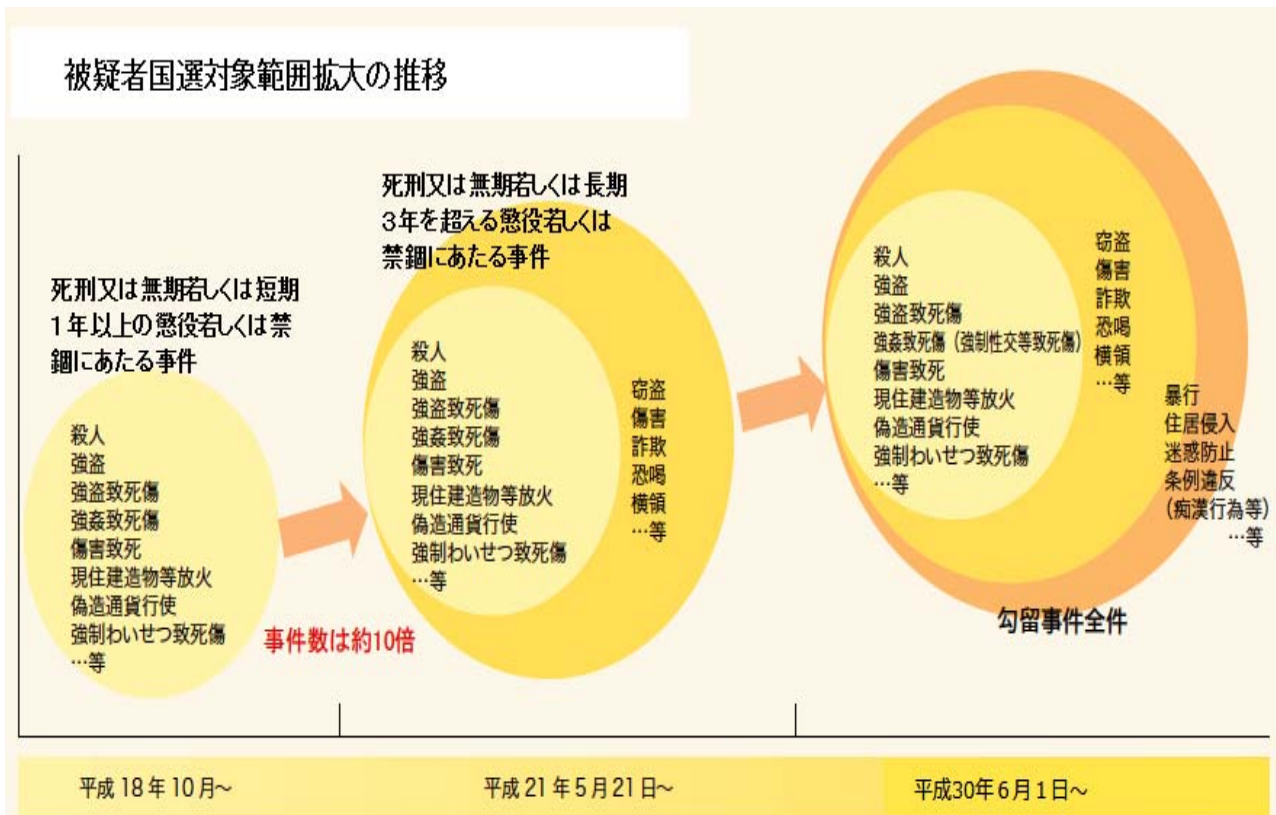 被疑者国選対象範囲拡大の推移
死刑又は無期若しくは短期
１年以上の懲役若しくは禁
錮にあたる事件
殺人
強盗
強盗致死傷
強姦致死傷
傷害致死
現住建造物等放火
偽造通貨行使
強制わいせつ致死傷
…等
事件数は約10倍
死刑又は無期若しくは長期
３年を超える懲役若しくは
禁錮にあたる事件
殺人
強盗
強盗致死傷
強姦致死傷
傷害致死
現住建造物等放火
偽造通貨行使
強制わいせつ致死傷
…等
窃盗
傷害
詐欺
恐喝
横領
…等
殺人
強盗
強盗致死傷
強姦致死傷（強制性交等致死傷）
傷害致死
現住建造物等放火
偽造通貨行使
強制わいせつ致死傷
…等
窃盗
傷害
詐欺
恐喝
横領
…等
暴行
住居侵入
迷惑防止
条例違反
(痴漢行為等)
…等
勾留事件全件
平成 18 年 10 月～
平成 21 年 5 月 21 日～
平成30年 6 月 1 日～